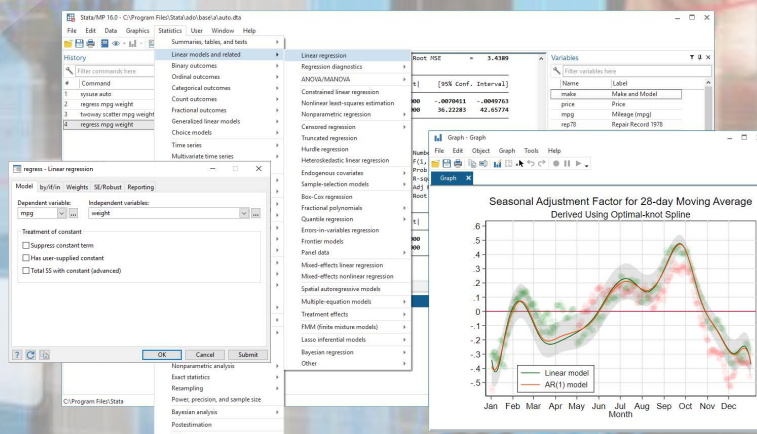 Stata/MP 16.0 - C:\Program Files\Stata\ado\base\a\auto.dta
File Edit Data Graphics Statistics User Window Help
History
Filter commands here
# Command
1 sysuse auto
2 regress mpg weight
3 twoway scatter mpg weight
4 regress mpg weight
C:\Program Files\Stata
Summaries, tables, and tests
Linear models and related
Binary outcomes
Ordinal outcomes
Categorical outcomes
Count outcomes
Fractional outcomes
Generalized linear models
Choice models
Time series
Multivariate time series
Nonparametric analysis
Exact statistics
Resampling
Power, precision, and sample size
Bayesian analysis
Postestimation
Linear regression
Regression diagnostics
ANOVA/MANOVA
Constrained linear regression
Nonlinear least-squares estimation
Nonparametric regression
Censored regression
Truncated regression
Hurdle regression
Heteroskedastic linear regression
Endogenous covariates
Sample-selection models
Box-Cox regression
Fractional polynomials
Quantile regression
Errors-in-variables regression
Frontier models
Panel data
Mixed-effects linear regression
Mixed-effects nonlinear regression
Spatial autoregressive models
Multiple-equation models
Treatment effects
FMM (finite mixture models)
Lasso inferential models
Bayesian regression
Other
Root MSE = 3.4389
t| [95% Conf. Interval]
000 -.0070411 -.0049763
000 36.22283 42.65774
Numbe
F(1,
Prob
R-squ
Adj R
Root
t|
000
000
Variables
Filter variables here
Name Label
make Make and Model
price Price
mpg Mileage (mpg)
rep78 Repair Record 1978
regress - Linear regression
Model by/if/in Weights SE/Robust Reporting
Dependent variable: Independent variables:
mpg ... weight ...
Treatment of constant
Suppress constant term
Has user-supplied constant
Total SS with constant (advanced)
? OK Cancel Submit
Graph - Graph
File Edit Object Graph Tools Help
Graph
Seasonal Adjustment Factor for 28-day Moving Average
Derived Using Optimal-knot Spline
.6
.5
.4
.3
.2
.1
0
-.1
-.2
-.3
-.4
-.5
Linear model
AR(1) model
Jan Feb Mar Apr May Jun Jul Aug Sep Oct Nov Dec
Month